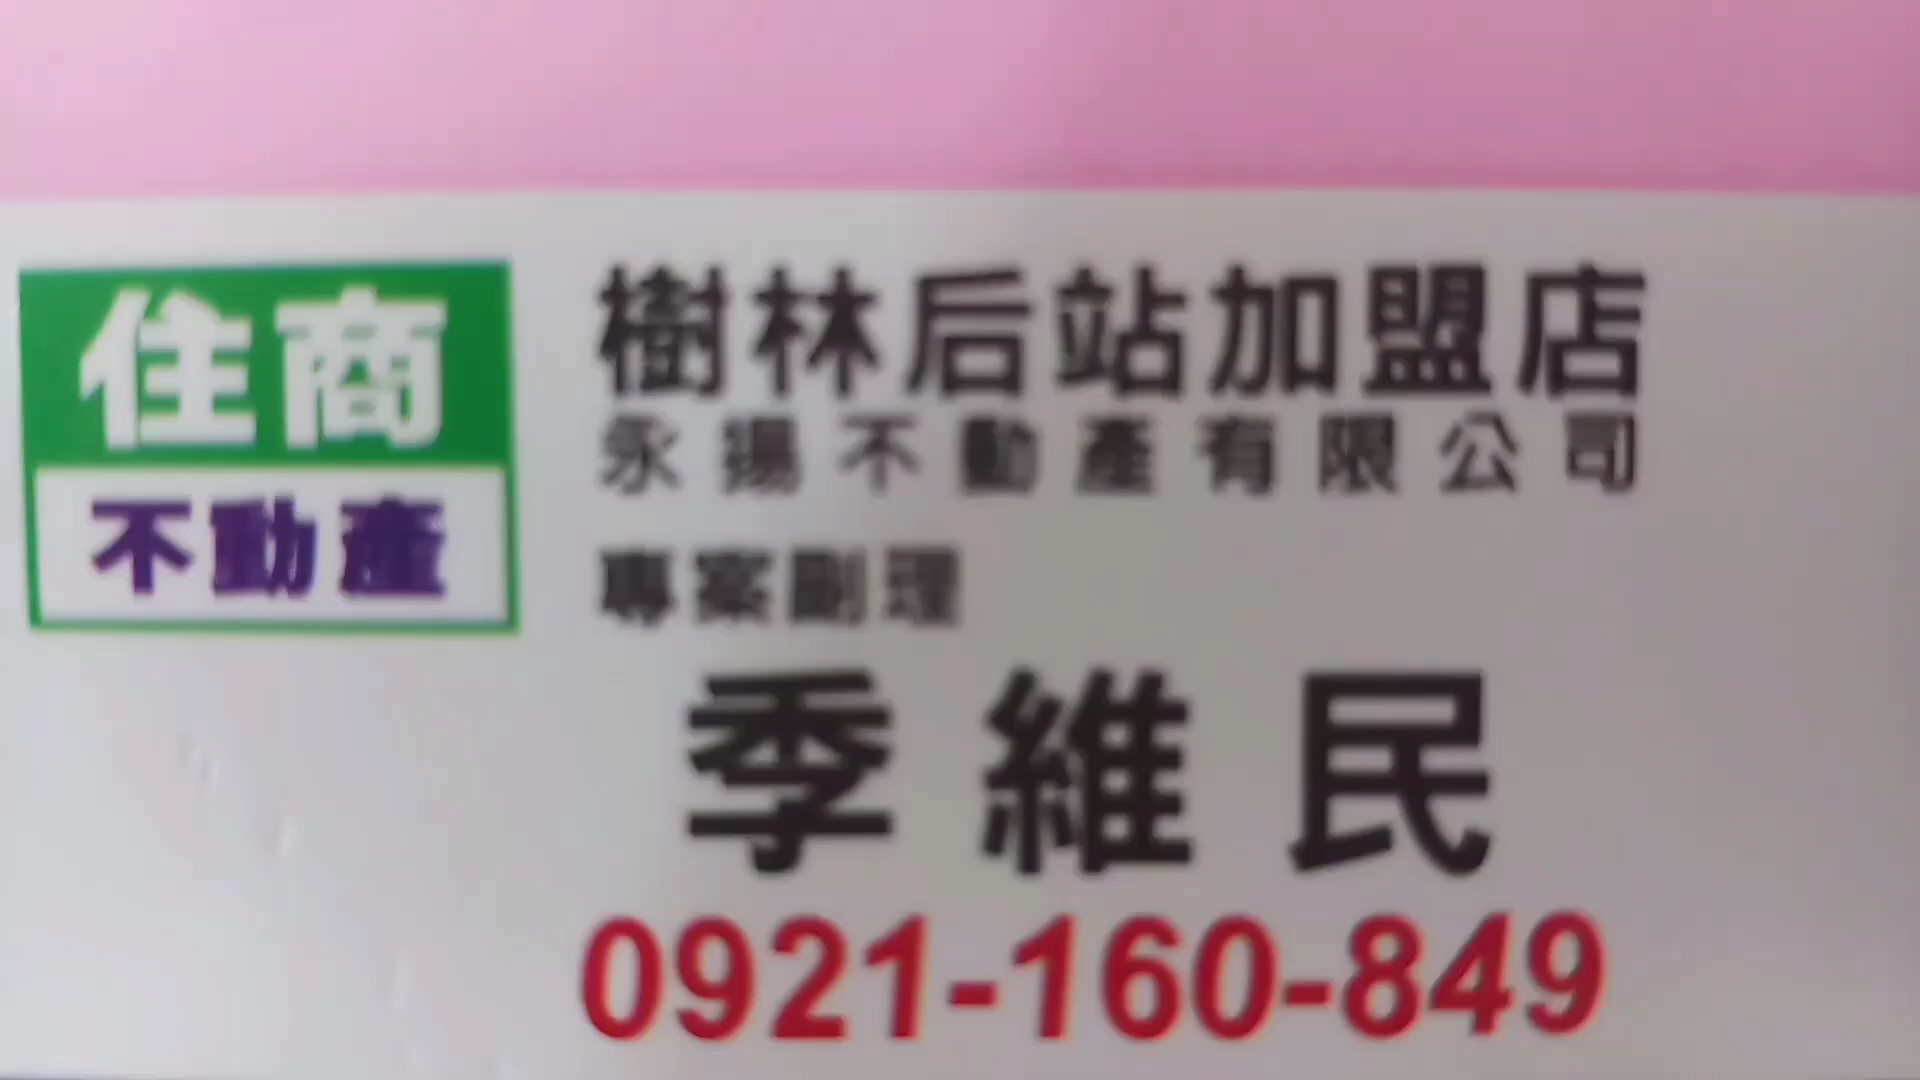 住商
不動產
樹林后站加盟店
永揚不動產有限公司
專案副理
季維民
0921-160-849